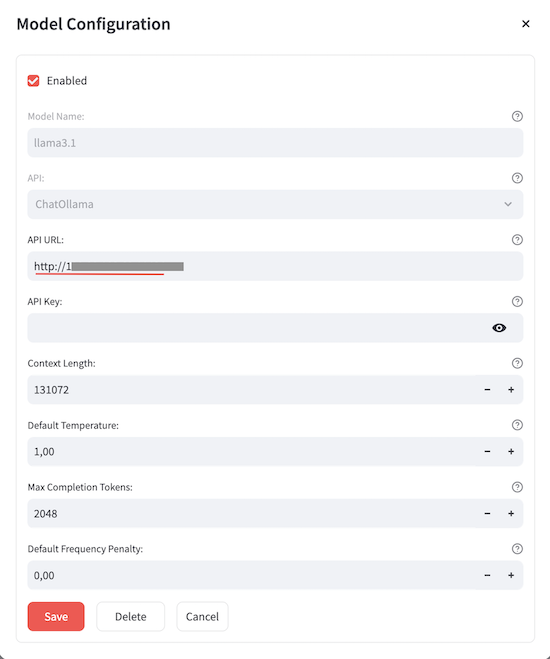 Model Configuration
Enabled
Model Name:
llama3.1
API:
ChatOllama
API URL:
http://1
API Key:
Context Length:
131072
Default Temperature:
1,00
Max Completion Tokens:
2048
Default Frequency Penalty:
0,00
Save
Delete
Cancel